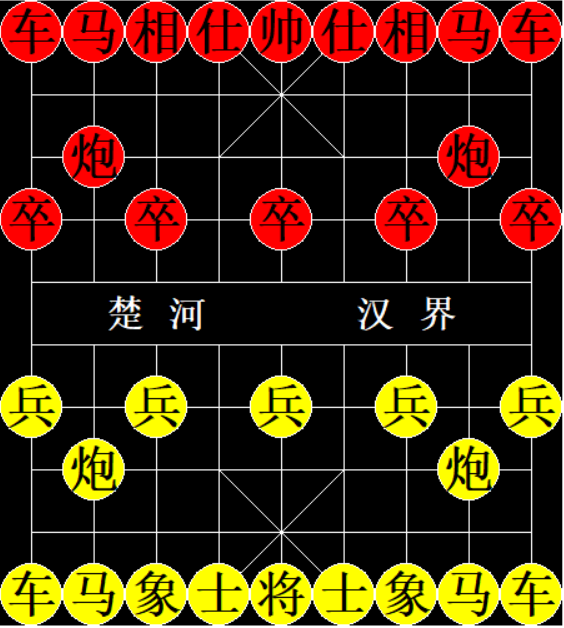 车马相仕帅仕相马车
炮炮
卒卒卒卒卒
楚河 汉界
兵兵兵兵兵
炮炮
车马象士将士象马车